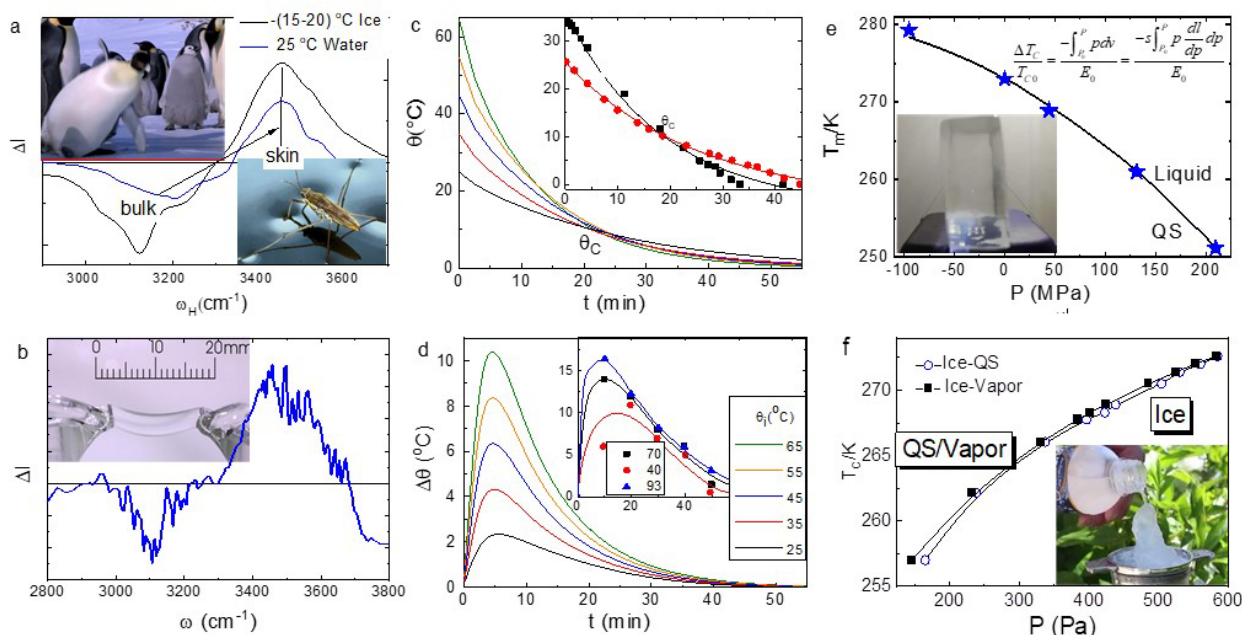 a
-(15-20) °C Ice
25 °C Water
ΔI
skin
bulk
3000
3200
3400
3600
ω_H(cm⁻¹)
b
0
10
20mm
ΔI
2800
3000
3200
3400
3600
3800
ω (cm⁻¹)
c
θ(°C)
60
40
20
0
30
25
20
15
10
5
0
0
10
20
30
40
θ_C
θ_C
0
10
20
30
40
50
t (min)
d
Δθ (°C)
10
8
6
4
2
0
15
10
5
0
20
40
70
40
93
θ_i(°C)
65
55
45
35
25
0
10
20
30
40
50
t (min)
e
T_m/K
280
270
260
250
ΔT_C/T_C0 = -∫_{P_0}^{P} pdv/E_0 = -s∫_{P_0}^{P} p dl/dp dp/E_0
Liquid
QS
-100
-50
0
50
100
150
200
P (MPa)
f
T_C/K
270
265
260
255
Ice-QS
Ice-Vapor
Ice
QS/Vapor
200
300
400
500
600
P (Pa)